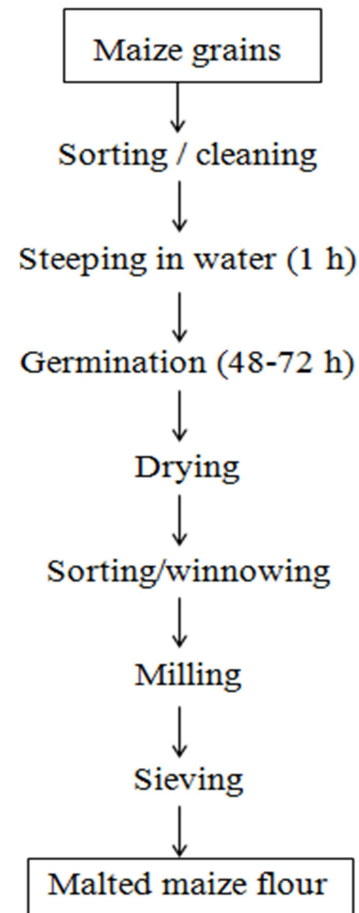 Maize grains
Sorting / cleaning
Steeping in water (1 h)
Germination (48-72 h)
Drying
Sorting/winnowing
Milling
Sieving
Malted maize flour